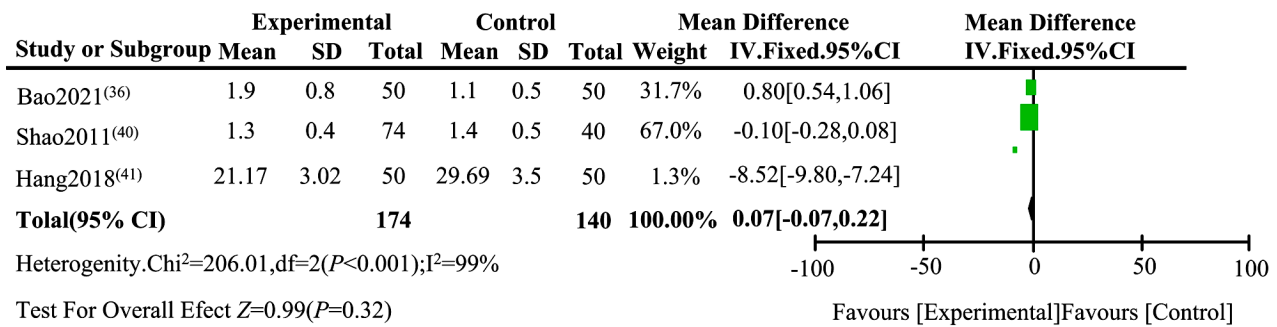 Experimental Control Mean Difference Mean Difference
Study or Subgroup Mean SD Total Mean SD Total Weight IV.Fixed.95%CI IV.Fixed.95%CI
Bao2021(36) 1.9 0.8 50 1.1 0.5 50 31.7% 0.80[0.54,1.06]
Shao2011(40) 1.3 0.4 74 1.4 0.5 40 67.0% -0.10[-0.28,0.08]
Hang2018(41) 21.17 3.02 50 29.69 3.5 50 1.3% -8.52[-9.80,-7.24]
Tolal(95% CI) 174 140 100.00% 0.07[-0.07,0.22]
Heterogenity.Chi²=206.01,df=2(P<0.001);I²=99%
-100 -50 0 50 100
Test For Overall Efect Z=0.99(P=0.32)
Favours [Experimental]Favours [Control]